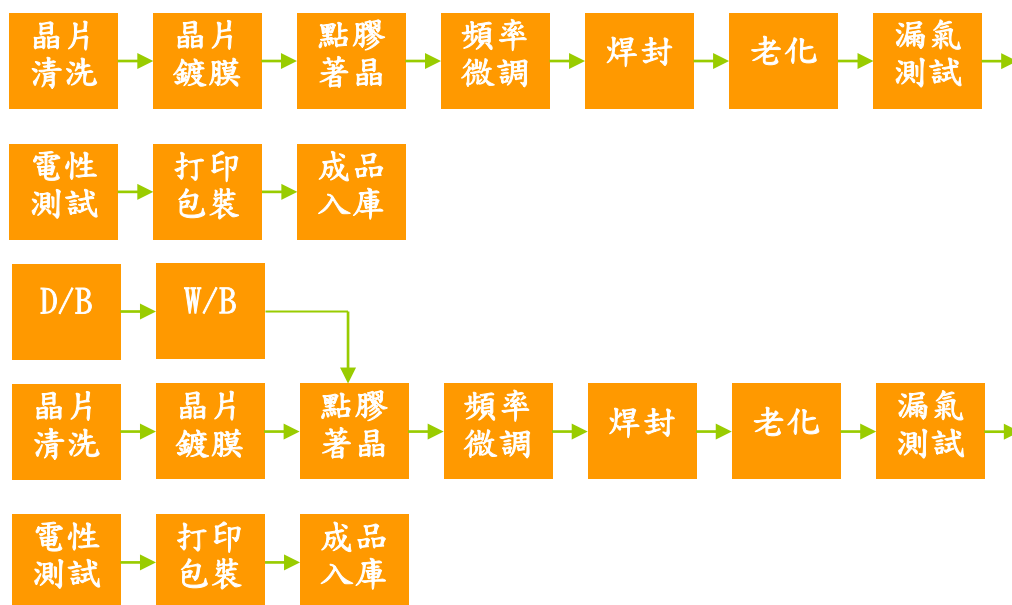 晶片
清洗
晶片
鍍膜
點膠
著晶
頻率
微調
焊封
老化
漏氣
測試
電性
測試
打印
包裝
成品
入庫
D/B
W/B
晶片
清洗
晶片
鍍膜
點膠
著晶
頻率
微調
焊封
老化
漏氣
測試
電性
測試
打印
包裝
成品
入庫